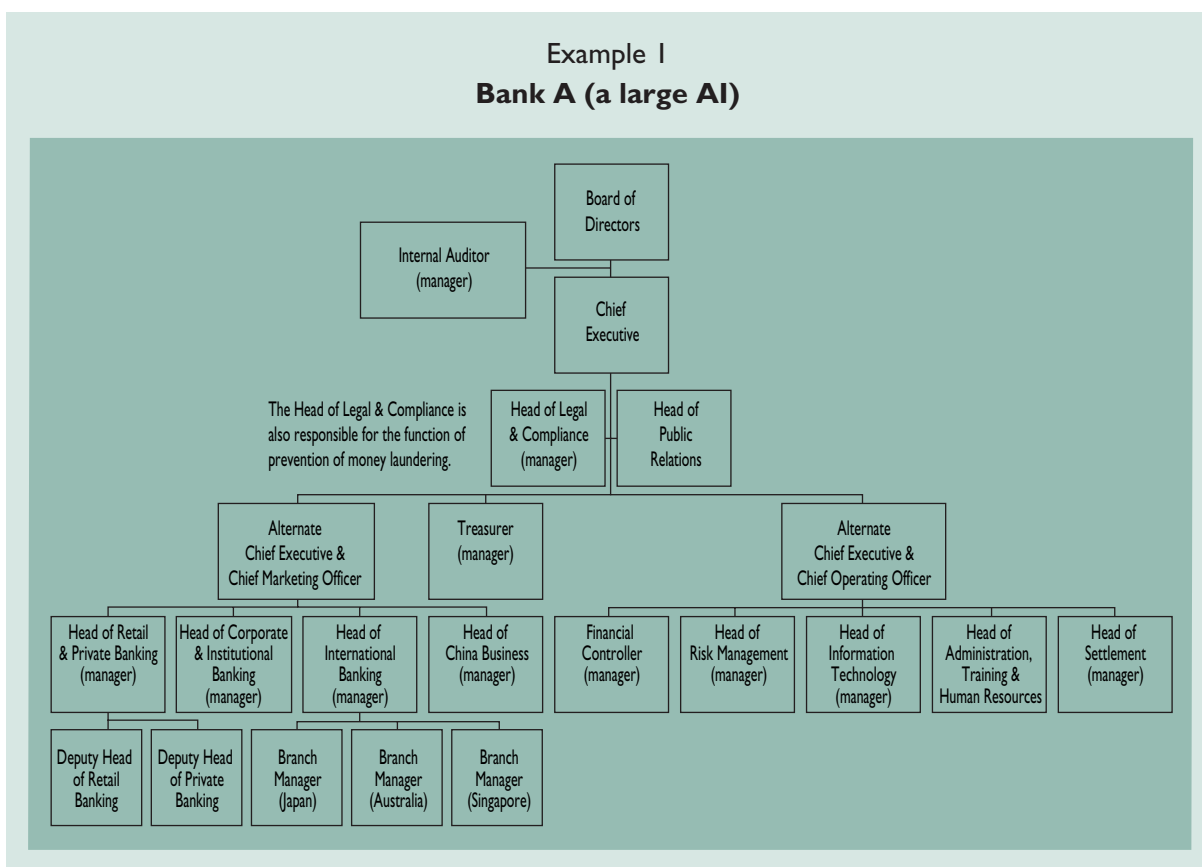 Example 1
Bank A (a large AI)
Board of
Directors
Internal Auditor
(manager)
Chief
Executive
The Head of Legal & Compliance is
also responsible for the function of
prevention of money laundering.
Head of Legal
& Compliance
(manager)
Head of
Public
Relations
Alternate
Chief Executive &
Chief Marketing Officer
Treasurer
(manager)
Alternate
Chief Executive &
Chief Operating Officer
Head of Retail
& Private Banking
(manager)
Head of Corporate
& Institutional
Banking
(manager)
Head of
International
Banking
(manager)
Head of
China Business
(manager)
Financial
Controller
(manager)
Head of
Risk Management
(manager)
Head of
Information
Technology
(manager)
Head of
Administration,
Training &
Human Resources
Head of
Settlement
(manager)
Deputy Head
of Retail
Banking
Deputy Head
of Private
Banking
Branch
Manager
(Japan)
Branch
Manager
(Australia)
Branch
Manager
(Singapore)